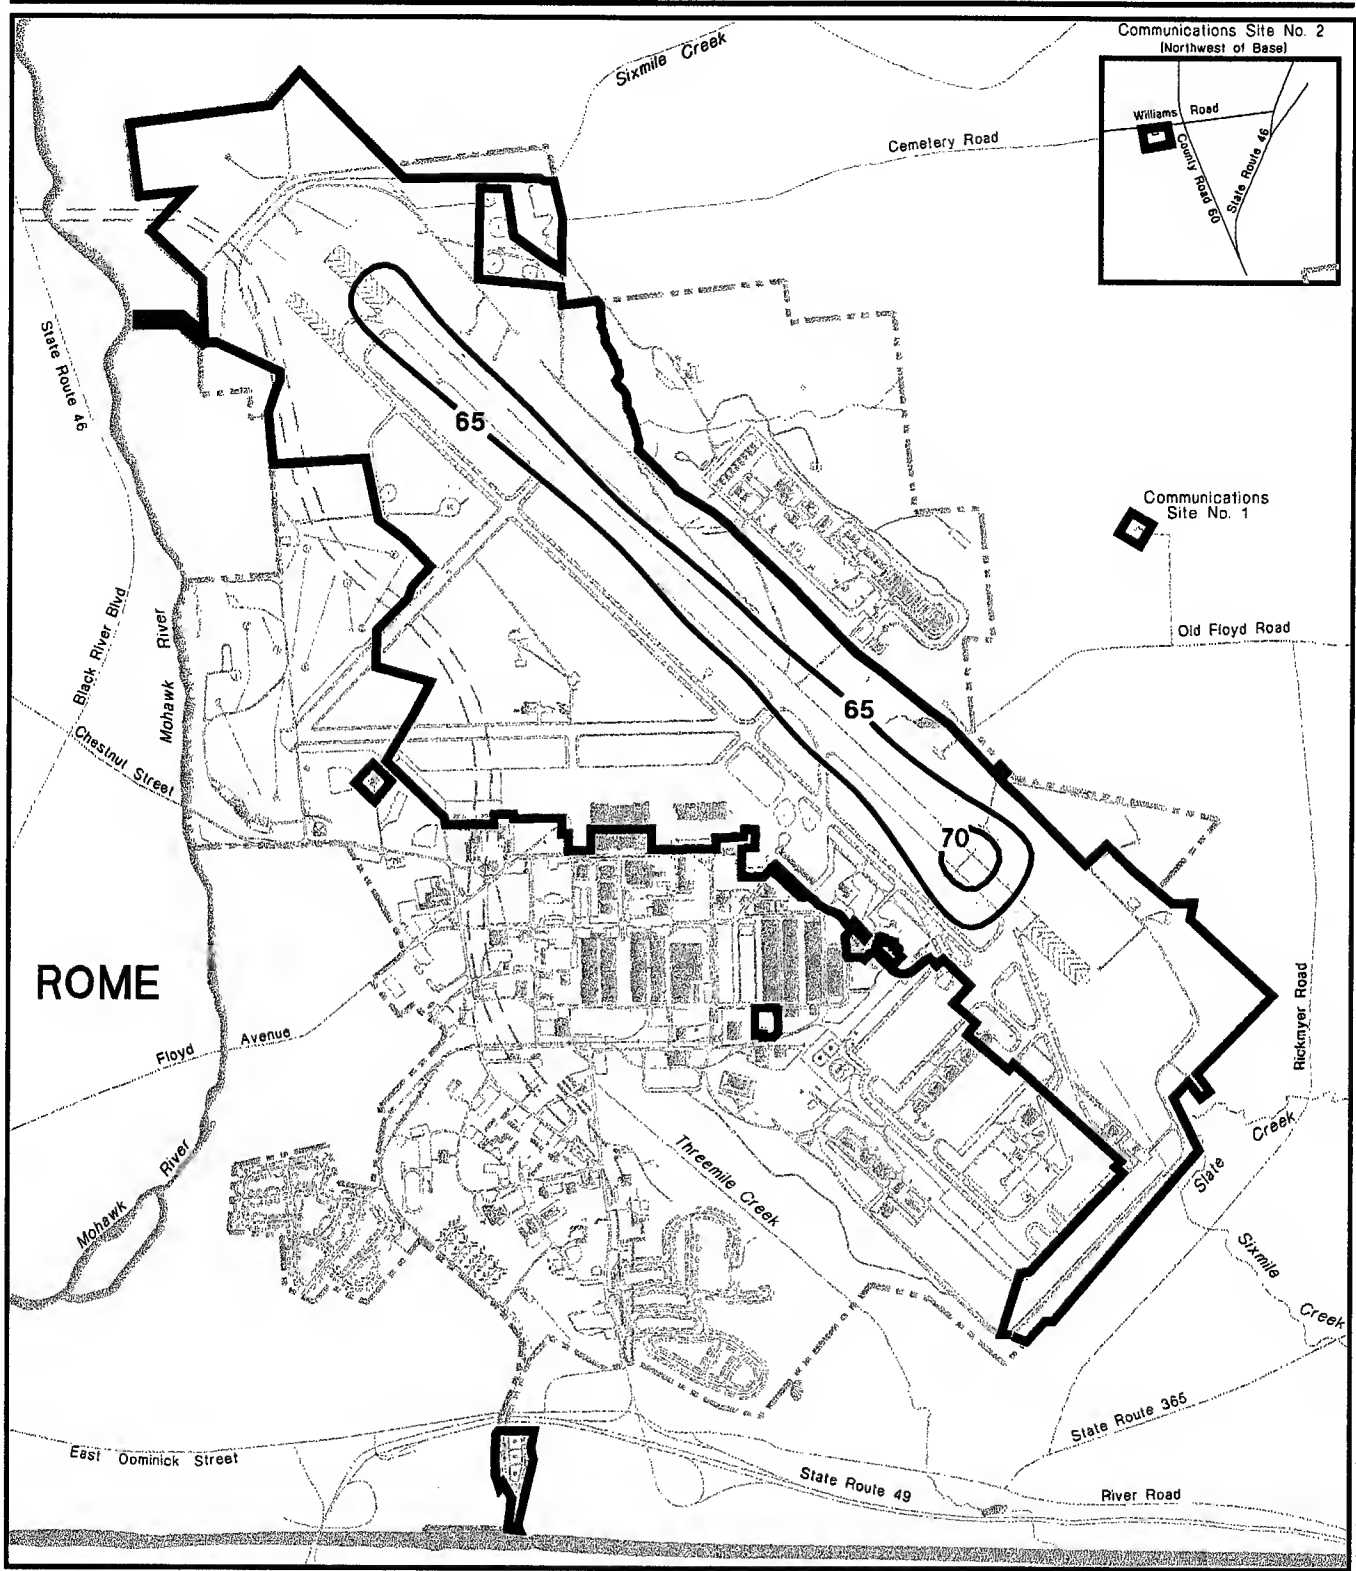 Communications Site No. 2
(Northwest of Base)
Williams Road
County Road 60
State Route 46
Sixmile Creek
Cemetery Road
State Route 46
65
Communications
Site No. 1
Old Floyd Road
Black River Blvd
Mohawk River
65
Chestnut Street
70
ROME
Floyd Avenue
Rickmyer Road
Mohawk River
Threemile Creek
Slate Creek
Sixmile Creek
State Route 365
East Dominick Street
State Route 49
River Road